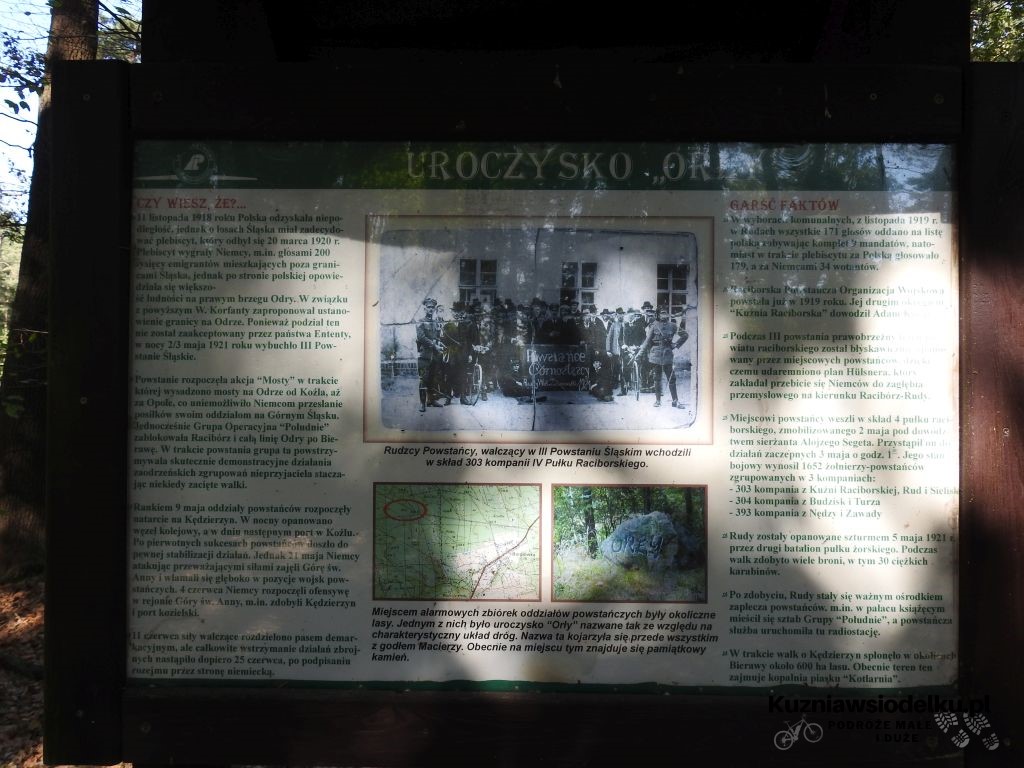 UROCZYSKO „ORŁY
CZY WIESZ, ŻE?...
11 listopada 1918 roku Polska odzyskała niepo-
dległość, jednak o losach Śląska miał zadecydo-
wać plebiscyt, który odbył się 20 marca 1920 r.
Plebiscyt wygrały Niemcy, m.in. głosami 200
tysięcy emigrantów mieszkających poza grani-
cami Śląska, jednak po stronie polskiej opowie-
działa się większo-
ść ludności na prawym brzegu Odry. W związku
z powyższym W. Korfanty zaproponował ustano-
wienie granicy na Odrze. Ponieważ podział ten
nie został zaakceptowany przez państwa Ententy,
w nocy 2/3 maja 1921 roku wybuchło III Pow-
stanie Śląskie.
Powstanie rozpoczęła akcja “Mosty” w trakcie
której wysadzono mosty na Odrze od Koźla, aż
za Opole, co uniemożliwiło Niemcom przesłanie
posiłków swoim oddziałom na Górnym Śląsku.
Jednocześnie Grupa Operacyjna “Południe”
zablokowała Racibórz i całą linię Odry po Bie-
rawę. W trakcie powstania grupa ta powstrzy-
mywała skutecznie demonstracyjne działania
zaodrzeńskich zgrupowań nieprzyjaciela stacza-
jąc niekiedy zacięte walki.
Rankiem 9 maja oddziały powstańców rozpoczęły
natarcie na Kędzierzyn. W nocy opanowano
węzeł kolejowy, a w dniu następnym port w Koźlu.
Po pierwotnych sukcesach powstańców doszło do
pewnej stabilizacji działań. Jednak 21 maja Niemcy
atakując przeważającymi siłami zajęli Górę św.
Anny i włamali się głęboko w pozycje wojsk pow-
stańczych. 4 czerwca Niemcy rozpoczęli ofensywę
w rejonie Góry św. Anny, m.in. zdobyli Kędzierzyn
i port kozielski.
11 czerwca siły walczące rozdzielono pasem demar-
kacyjnym, ale całkowite wstrzymanie działań zbroj-
nych nastąpiło dopiero 25 czerwca, po podpisaniu
rozejmu przez stronę niemiecką.
Powstańce
Górnośląscy
Rudzcy Powstańcy, walczący w III Powstaniu Śląskim wchodzili
w skład 303 kompanii IV Pułku Raciborskiego.
ORŁY
Miejscem alarmowych zbiórek oddziałów powstańczych były okoliczne
lasy. Jednym z nich było uroczysko “Orły” nazwane tak ze względu na
charakterystyczny układ dróg. Nazwa ta kojarzyła się przede wszystkim
z godłem Macierzy. Obecnie na miejscu tym znajduje się pamiątkowy
kamień.
GARŚĆ FAKTÓW
W wyborach komunalnych, z listopada 1919 r.
w Rudach wszystkie 171 głosów oddano na listę
polską zdobywając komplet 9 mandatów, nato-
miast w trakcie plebiscytu za Polską głosowało
179, a za Niemcami 34 wotantów.
Raciborska Powstańcza Organizacja Wojskowa
powstała już w 1919 roku. Jej drugim okręgiem
“Kuźnia Raciborska” dowodził Adam
Podczas III powstania prawobrzeżny
wiatu raciborskiego został błyskawicznie
wany przez miejscowych powstańców, dzięki
czemu udaremniono plan Hülsnera, który
zakładał przebicie się Niemców do zagłębia
przemysłowego na kierunku Racibórz-Rudy.
Miejscowi powstańcy weszli w skład 4 pułku raci-
borskiego, zmobilizowanego 2 maja pod dowódz-
twem sierżanta Alojzego Segeta. Przystąpił on do
działań zaczepnych 3 maja o godz. 1. Jego stan
bojowy wynosił 1652 żołnierzy-powstańców
zgrupowanych w 3 kompaniach:
- 303 kompania z Kuźni Raciborskiej, Rud i
- 304 kompania z Budzisk i Turza
- 393 kompania z Nędzy i Zawady
Rudy zostały opanowane szturmem 5 maja 1921 r.
przez drugi batalion pułku żorskiego. Podczas
walk zdobyto wiele broni, w tym 30 ciężkich
karabinów.
Po zdobyciu, Rudy stały się ważnym ośrodkiem
zaplecza powstańców. m.in. w pałacu książęcym
mieścił się sztab Grupy “Południe”, a powstańcza
służba uruchomiła tu radiostację.
W trakcie walk o Kędzierzyn spłonęło w okolicach
Bierawy około 600 ha lasu. Obecnie teren ten
zajmuje kopalnia piasku “Kotlarnia”.
Kuzniawsiodelku.pl
PODRÓŻE MAŁE
I DUŻE